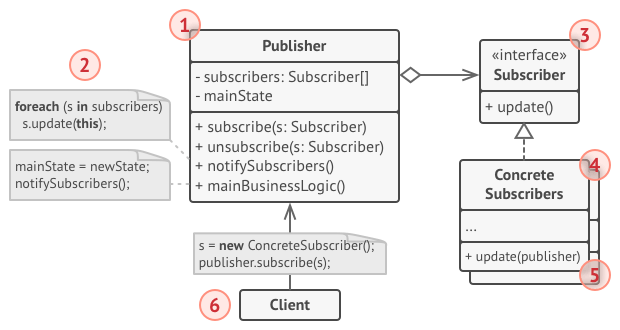 1
Publisher
- subscribers: Subscriber[]
- mainState
+ subscribe(s: Subscriber)
+ unsubscribe(s: Subscriber)
+ notifySubscribers()
+ mainBusinessLogic()
2
foreach (s in subscribers)
s.update(this);
mainState = newState;
notifySubscribers();
3
«interface»
Subscriber
+ update()
4
Concrete
Subscribers
...
+ update(publisher)
5
s = new ConcreteSubscriber();
publisher.subscribe(s);
6
Client